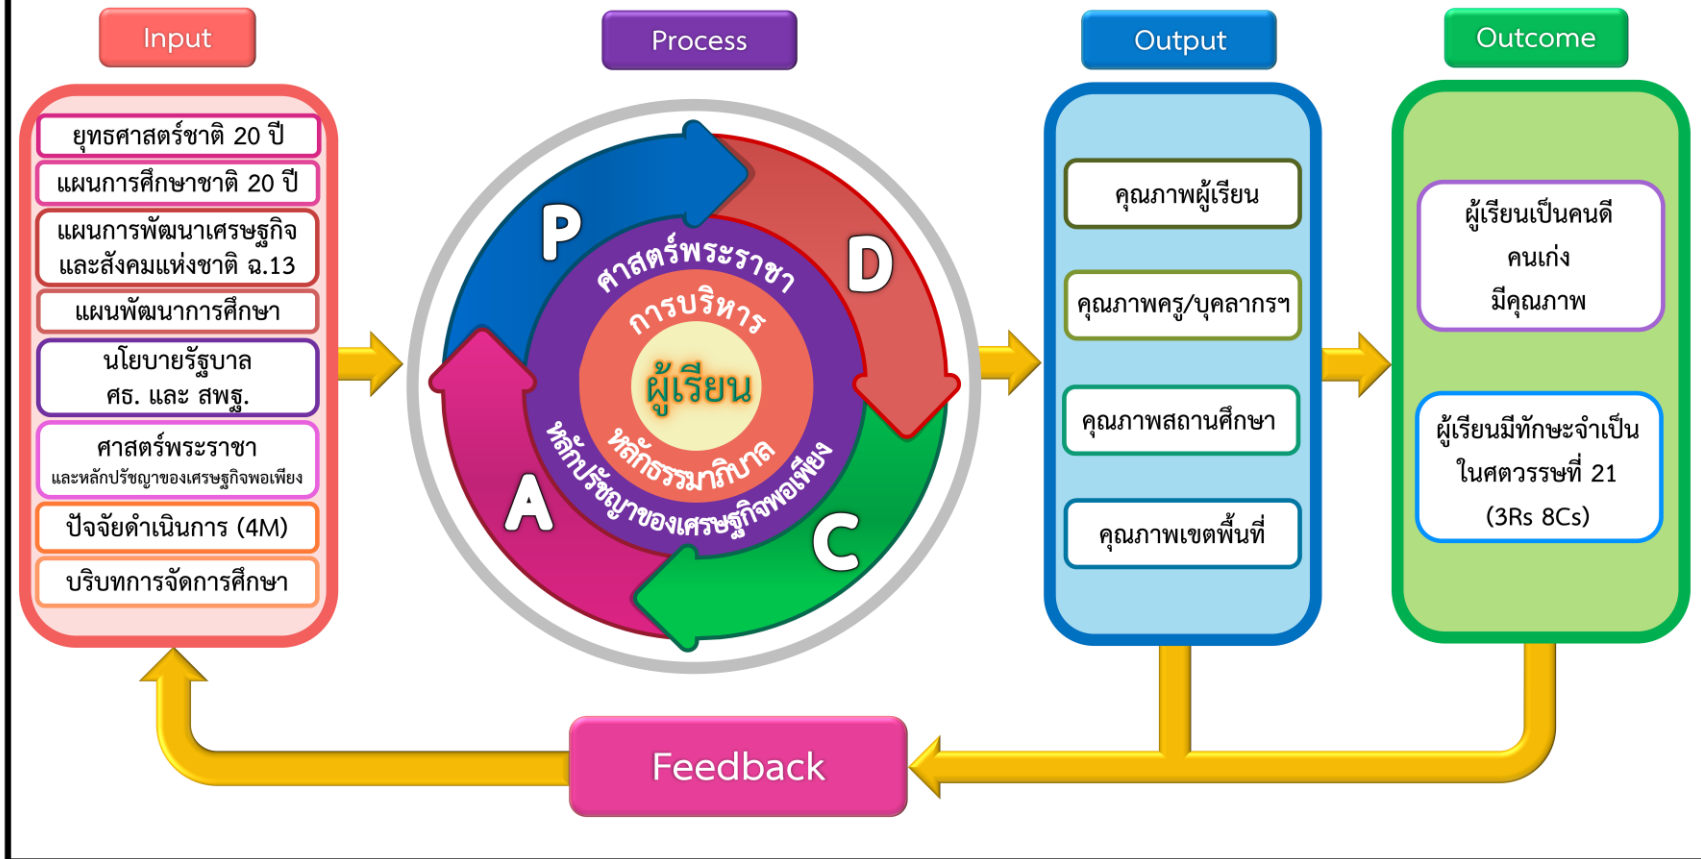 Input
ยุทธศาสตร์ชาติ 20 ปี
แผนการศึกษาชาติ 20 ปี
แผนการพัฒนาเศรษฐกิจ
และสังคมแห่งชาติ ฉ.13
แผนพัฒนาการศึกษา
นโยบายรัฐบาล
ศธ. และ สพฐ.
ศาสตร์พระราชา
และหลักปรัชญาของเศรษฐกิจพอเพียง
ปัจจัยดำเนินการ (4M)
บริบทการจัดการศึกษา
Process
P
D
C
A
ศาสตร์พระราชา
การบริหาร
ผู้เรียน
หลักธรรมาภิบาล
หลักปรัชญาของเศรษฐกิจพอเพียง
Output
คุณภาพผู้เรียน
คุณภาพครู/บุคลากรฯ
คุณภาพสถานศึกษา
คุณภาพเขตพื้นที่
Outcome
ผู้เรียนเป็นคนดี
คนเก่ง
มีคุณภาพ
ผู้เรียนมีทักษะจำเป็น
ในศตวรรษที่ 21
(3Rs 8Cs)
Feedback